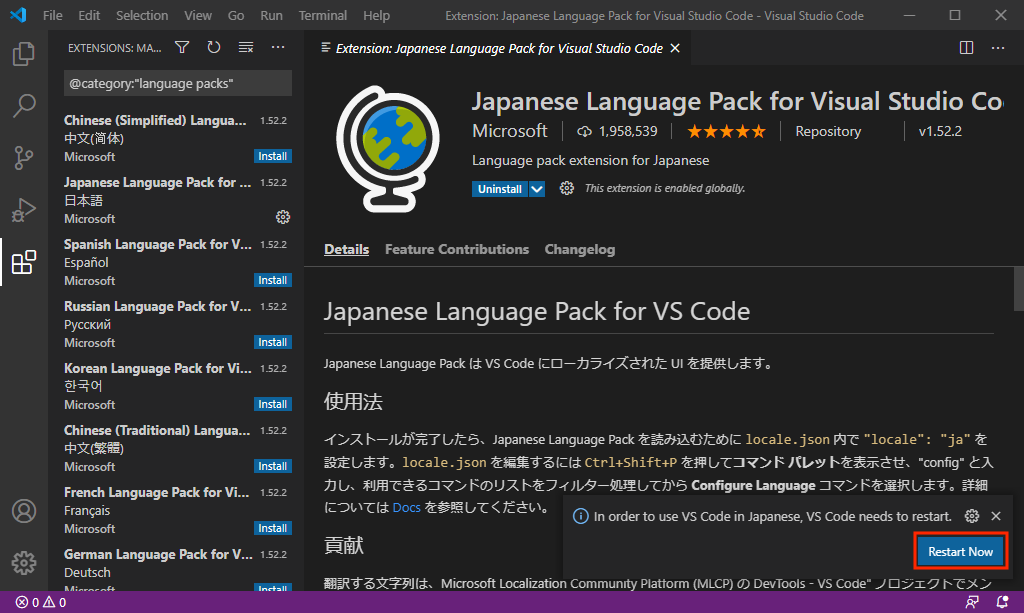 File Edit Selection View Go Run Terminal Help Extension: Japanese Language Pack for Visual Studio Code - Visual Studio Code
EXTENSIONS: MA...
@category:"language packs"
Chinese (Simplified) Langua... 1.52.2
中文(简体)
Microsoft Install
Japanese Language Pack for ... 1.52.2
日本語
Microsoft
Spanish Language Pack for V... 1.52.2
Español
Microsoft Install
Russian Language Pack for V... 1.52.2
Русский
Microsoft Install
Korean Language Pack for Vi... 1.52.2
한국어
Microsoft Install
Chinese (Traditional) Langua... 1.52.2
中文(繁體)
Microsoft Install
French Language Pack for Vi... 1.52.2
Français
Microsoft Install
German Language Pack for V... 1.52.2
Deutsch
Microsoft Install
Extension: Japanese Language Pack for Visual Studio Code
Japanese Language Pack for Visual Studio Co
Microsoft 1,958,539 Repository v1.52.2
Language pack extension for Japanese
Uninstall This extension is enabled globally.
Details Feature Contributions Changelog
Japanese Language Pack for VS Code
Japanese Language Pack は VS Code にローカライズされた UI を提供します。
使用法
インストールが完了したら、Japanese Language Pack を読み込むために locale.json 内で "locale": "ja" を
設定します。locale.json を編集するには Ctrl+Shift+P を押してコマンド パレットを表示させ、"config" と入
力し、利用できるコマンドのリストをフィルター処理してから Configure Language コマンドを選択します。詳細
については Docs を参照してください。
貢献
翻訳する文字列は、Microsoft Localization Community Platform (MLCP) の DevTools - VS Code" プロジェクトでメン
In order to use VS Code in Japanese, VS Code needs to restart.
Restart Now
0 0